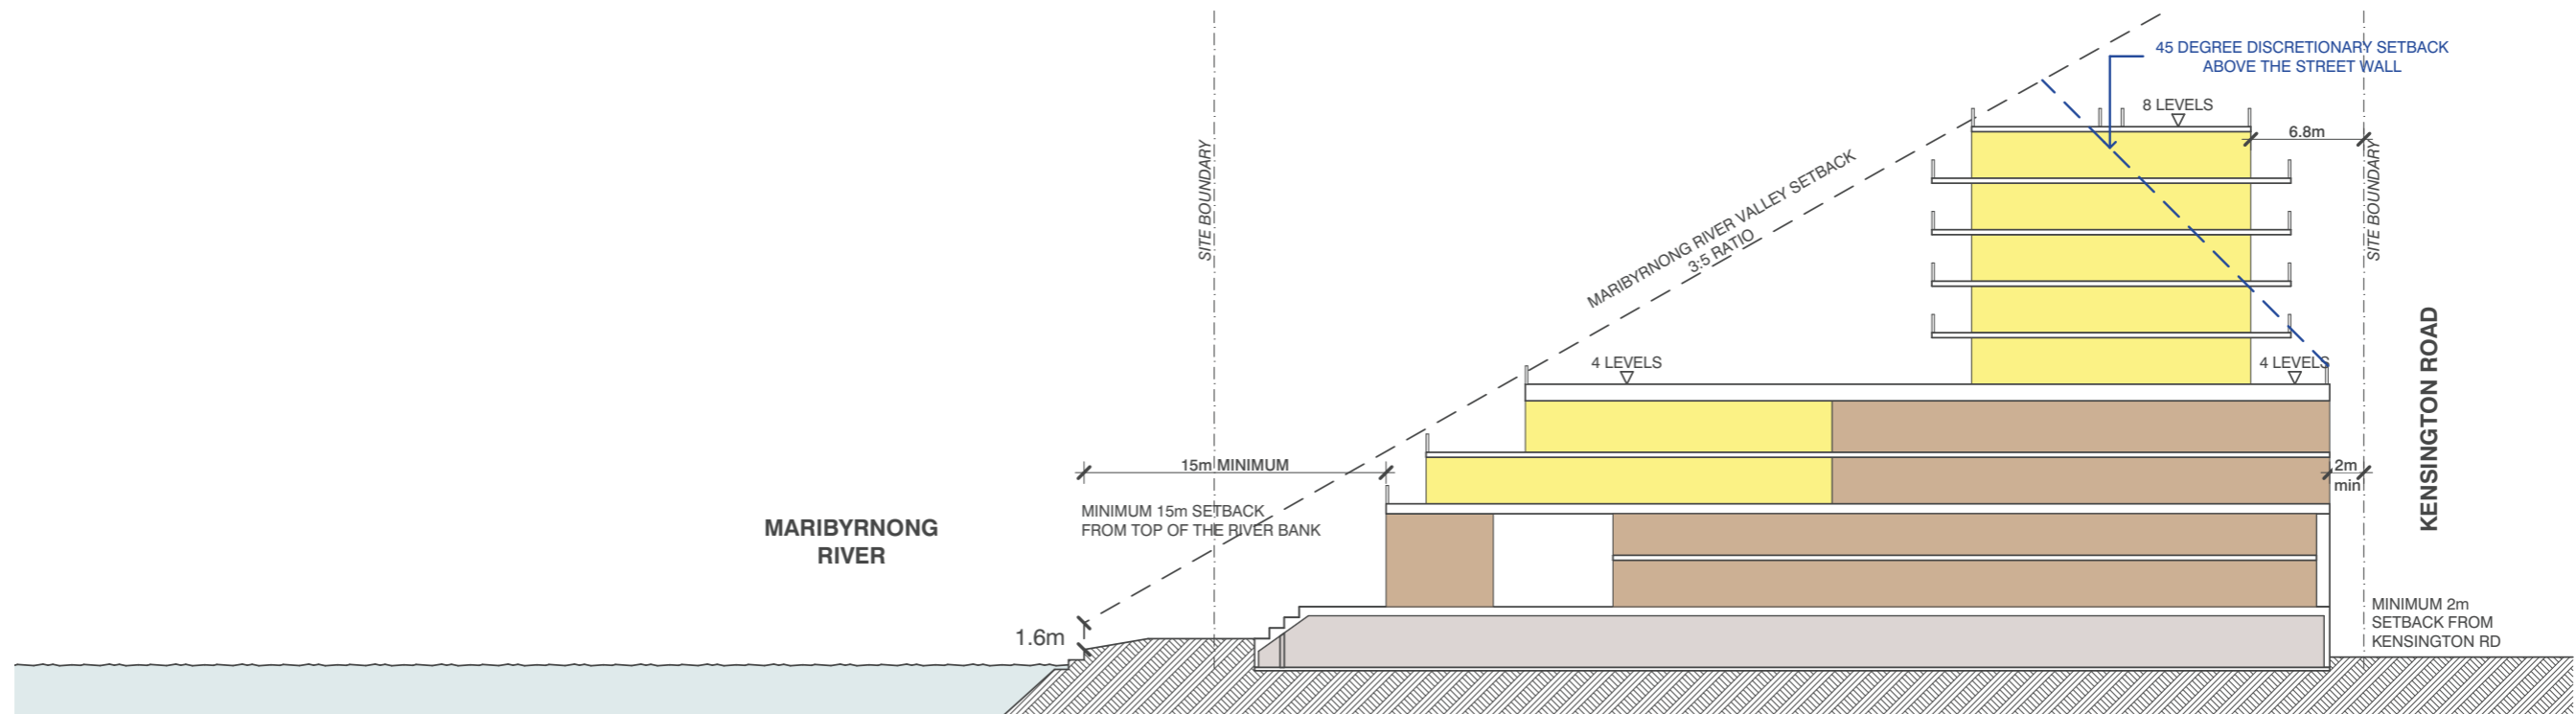 45 DEGREE DISCRETIONARY SETBACK
ABOVE THE STREET WALL
8 LEVELS
6.8m
SITE BOUNDARY
SITE BOUNDARY
MARIBYRNONG RIVER VALLEY SETBACK
3:5 RATIO
4 LEVELS
4 LEVELS
KENSINGTON ROAD
15m MINIMUM
2m
min
MINIMUM 15m SETBACK
FROM TOP OF THE RIVER BANK
MARIBYRNONG
RIVER
1.6m
MINIMUM 2m
SETBACK FROM
KENSINGTON RD